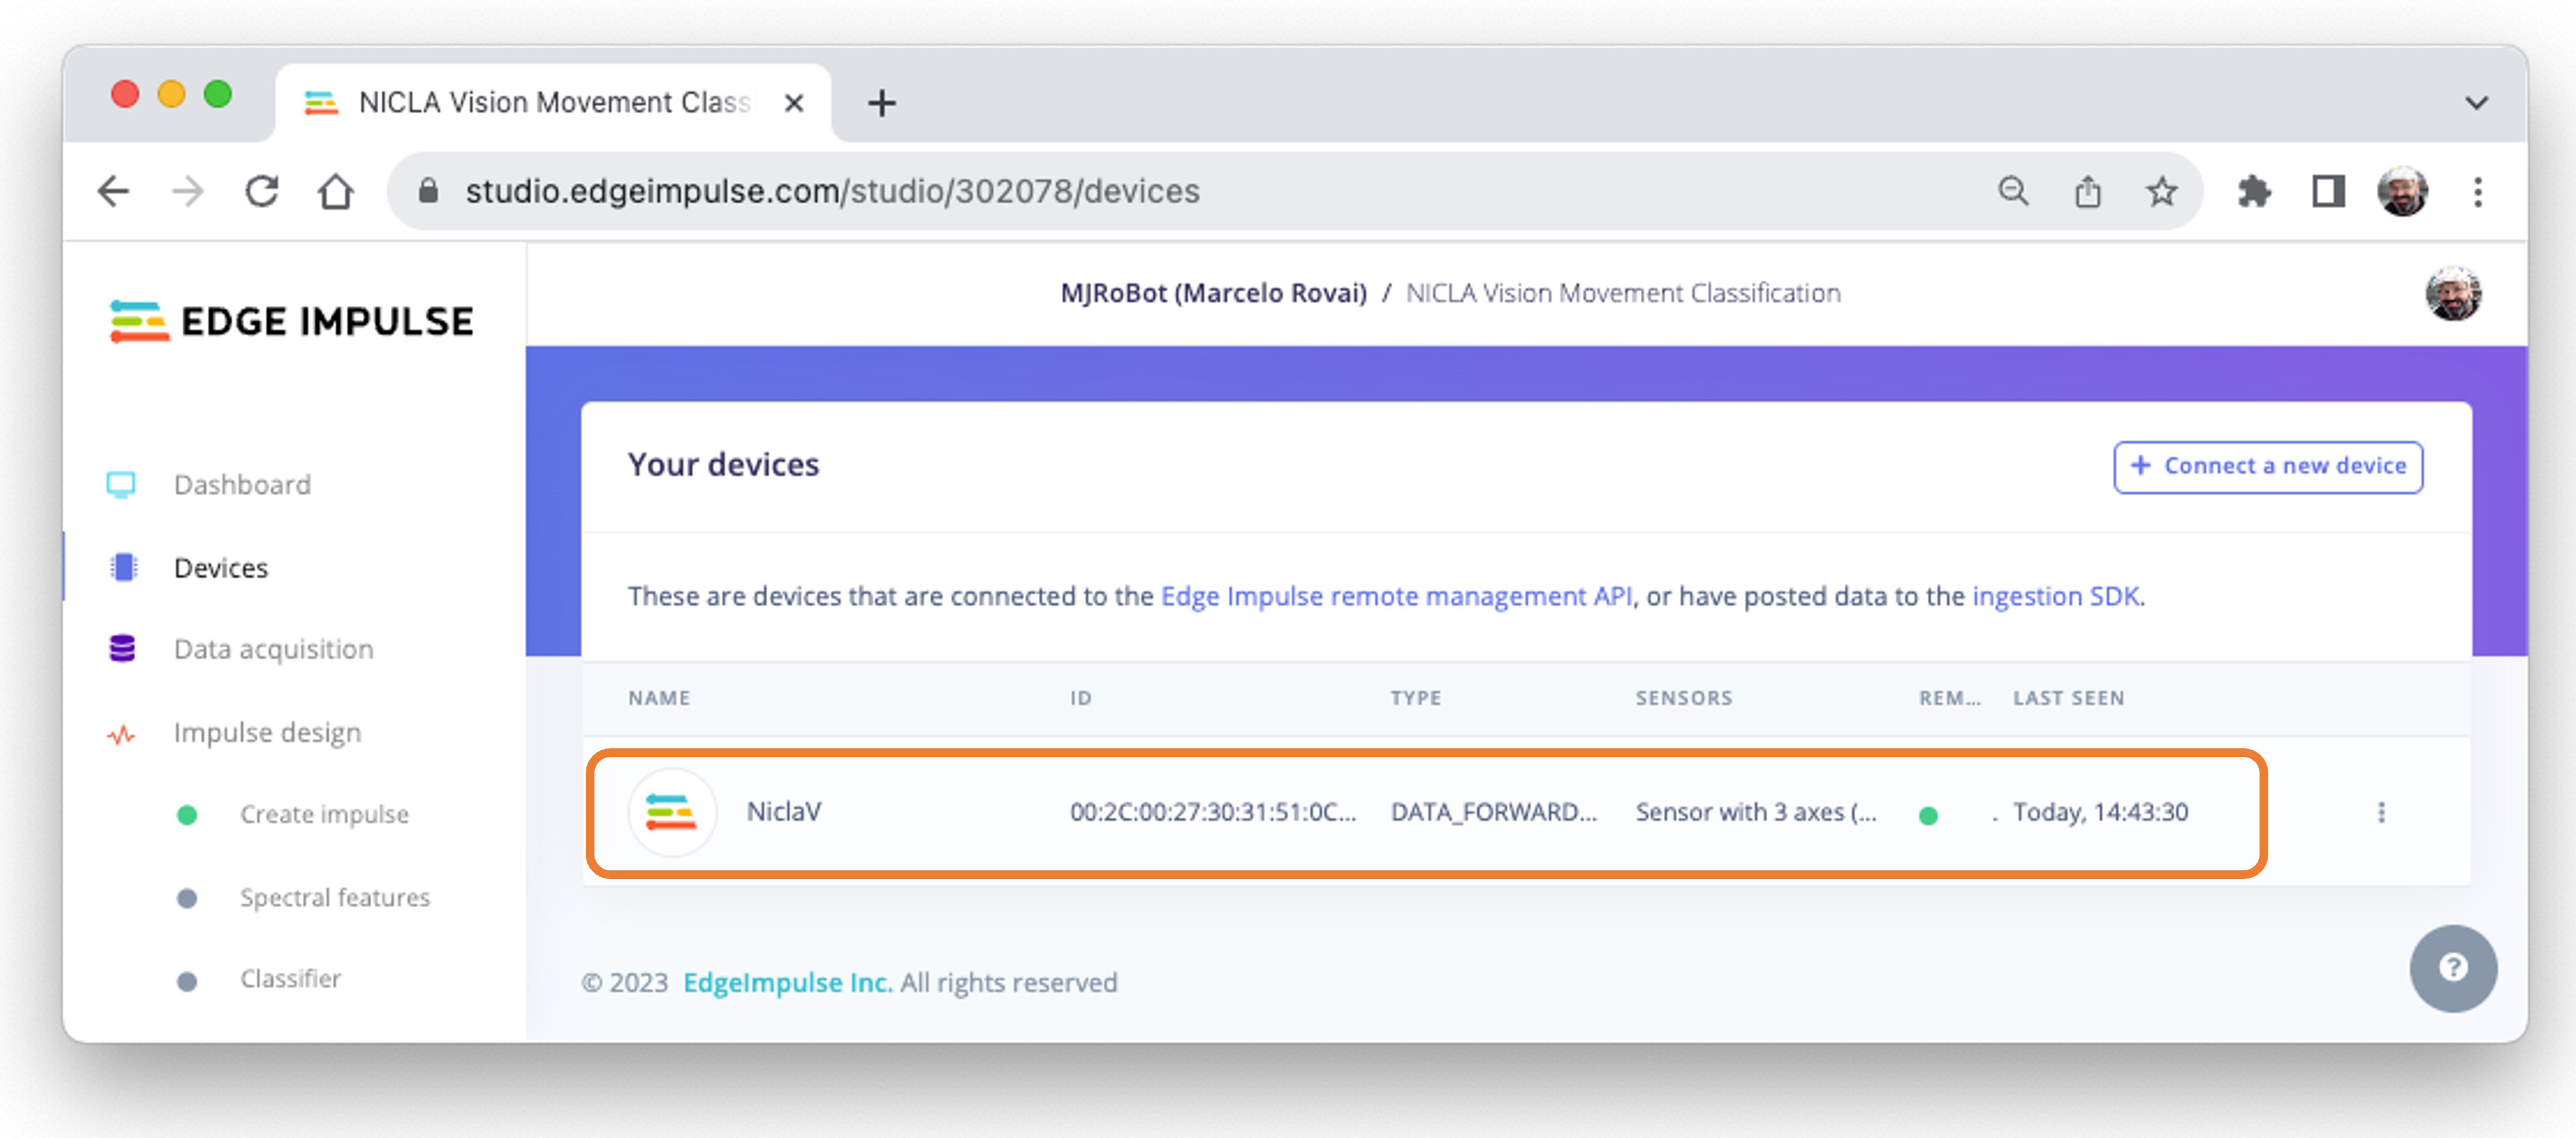 NICLA Vision Movement Class
studio.edgeimpulse.com/studio/302078/devices
EDGE IMPULSE
MJRoBot (Marcelo Rovai) / NICLA Vision Movement Classification
Dashboard
Devices
Data acquisition
Impulse design
Create impulse
Spectral features
Classifier
Your devices
+ Connect a new device
These are devices that are connected to the Edge Impulse remote management API, or have posted data to the ingestion SDK.
NAME ID TYPE SENSORS REM... LAST SEEN
NiclaV 00:2C:00:27:30:31:51:0C... DATA_FORWARD... Sensor with 3 axes (... . Today, 14:43:30
© 2023 EdgeImpulse Inc. All rights reserved
?